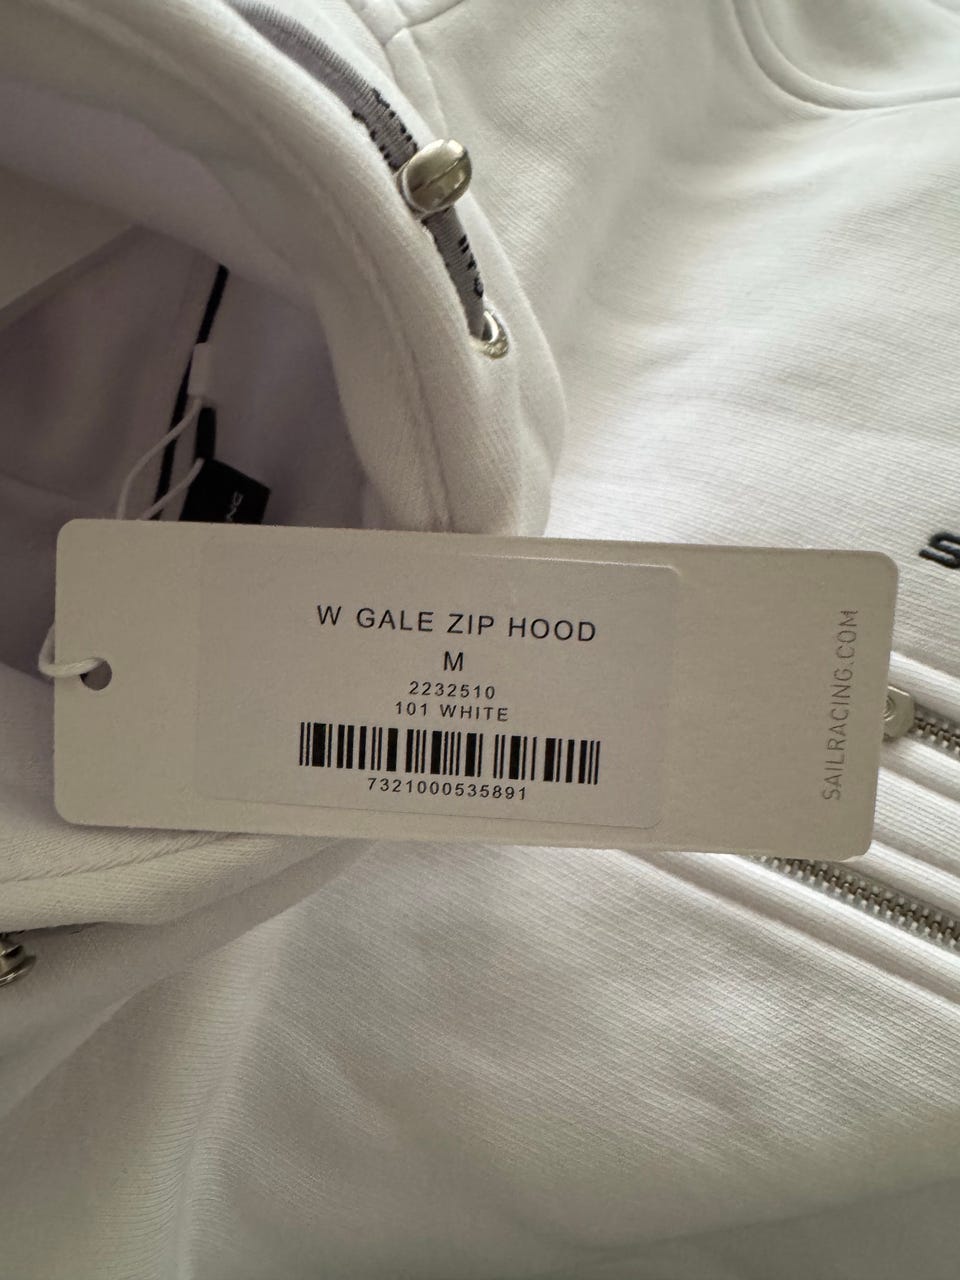 W GALE ZIP HOOD
M
2232510
101 WHITE
7321000535891
SAILRACING.COM
S